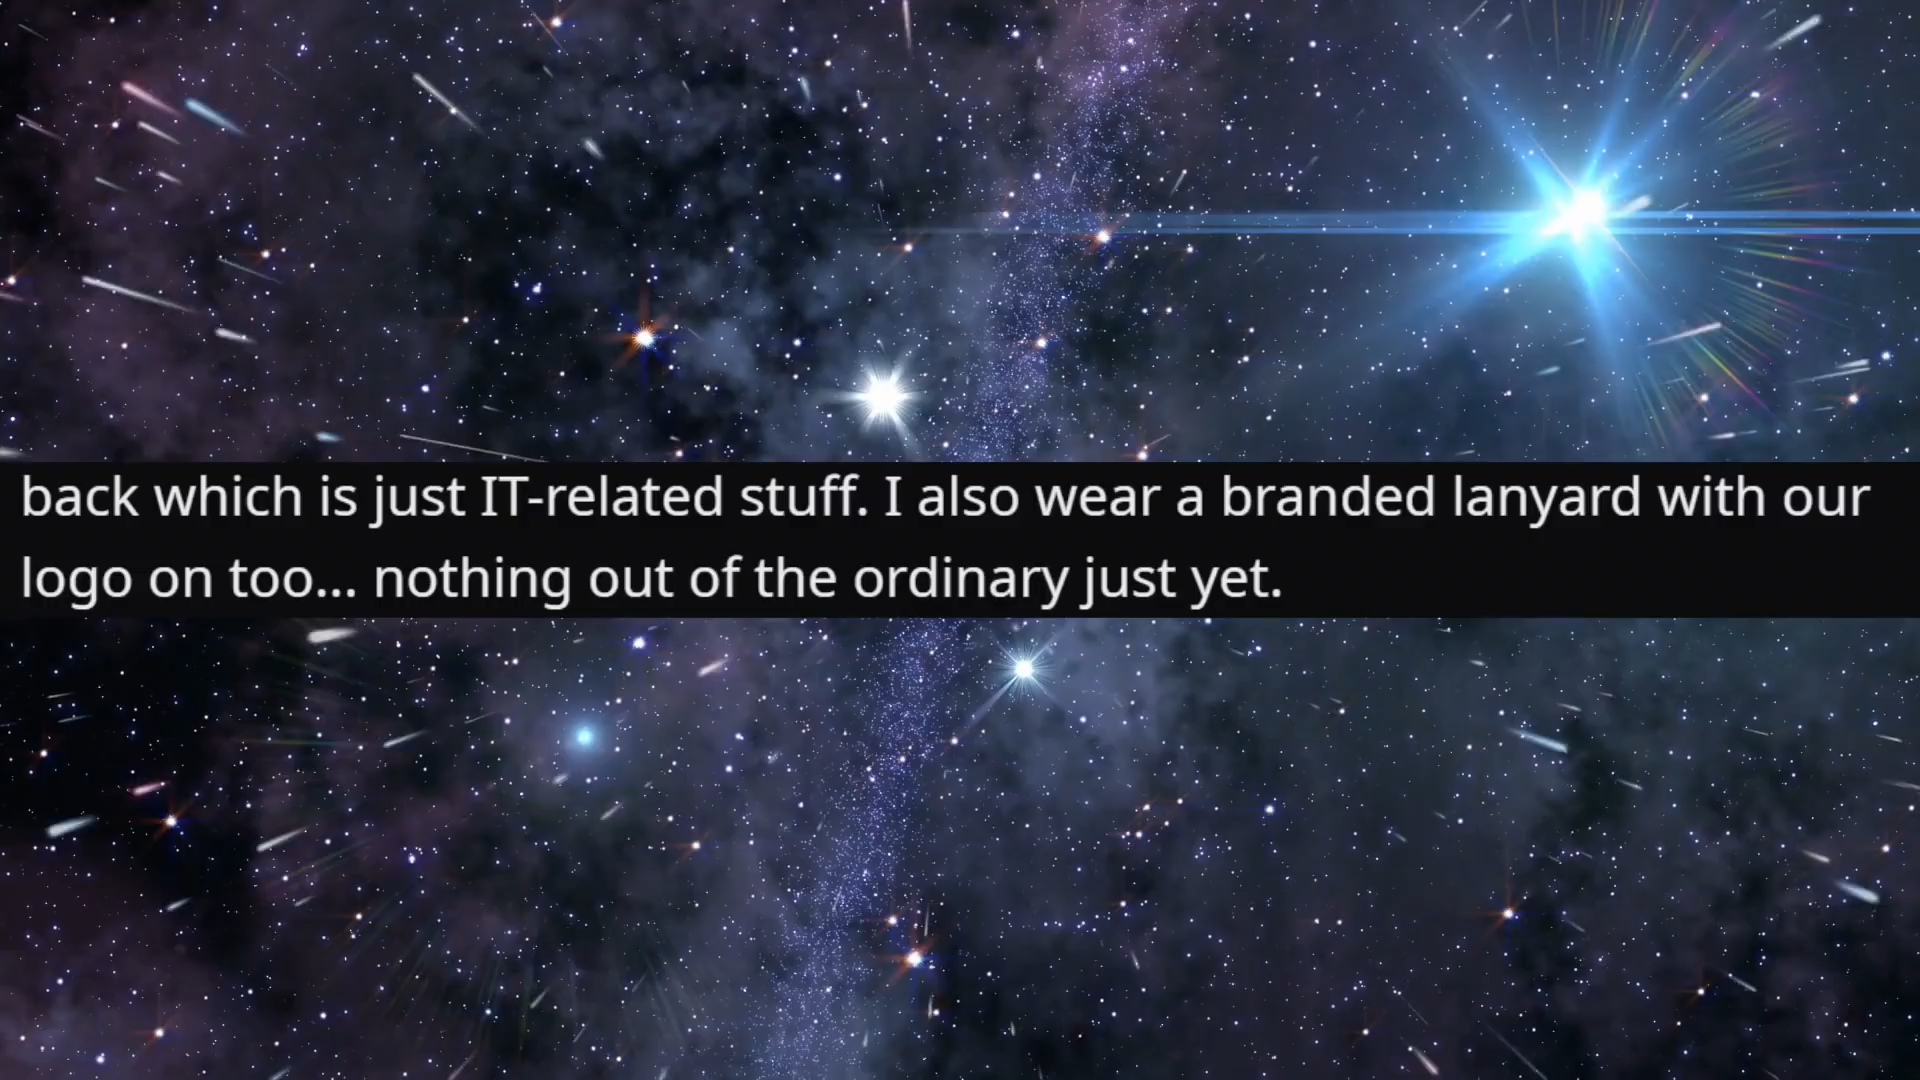 back which is just IT-related stuff. I also wear a branded lanyard with our
logo on too... nothing out of the ordinary just yet.